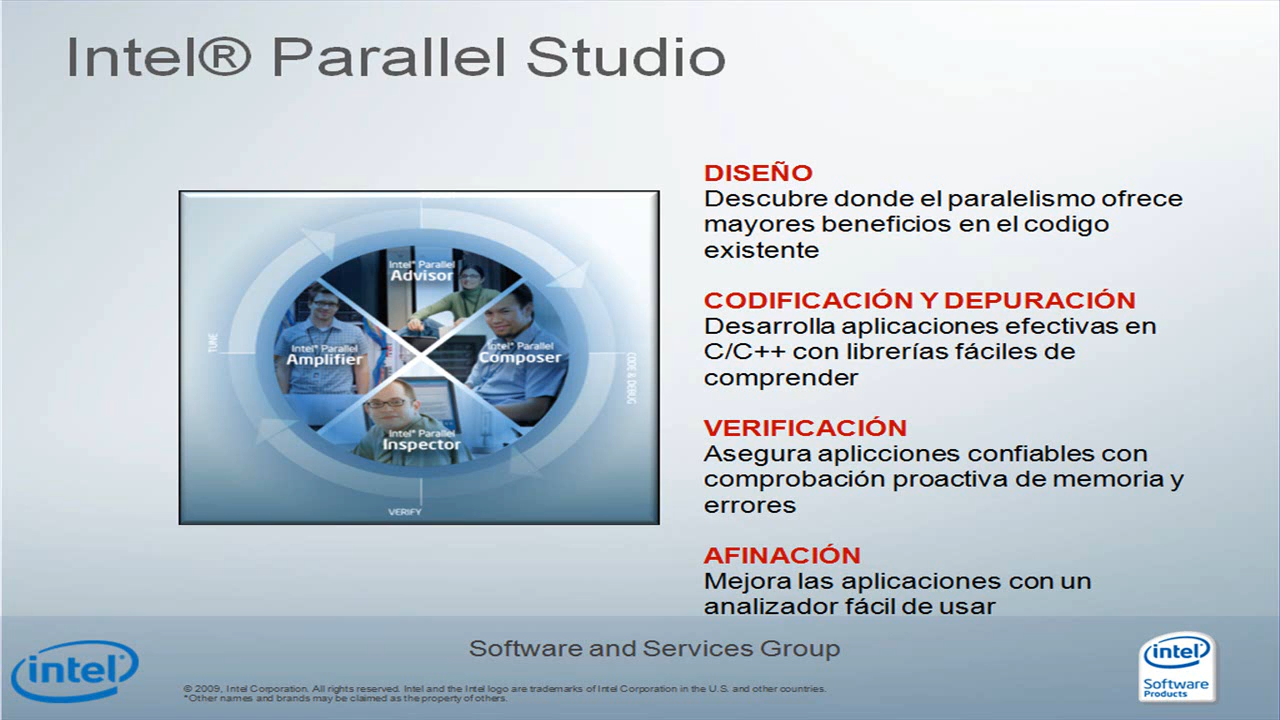 Intel® Parallel Studio
DISEÑO
Descubre donde el paralelismo ofrece
mayores beneficios en el codigo
existente
CODIFICACIÓN Y DEPURACIÓN
Desarrolla aplicaciones efectivas en
C/C++ con librerías fáciles de
comprender
VERIFICACIÓN
Asegura aplicciones confiables con
comprobación proactiva de memoria y
errores
AFINACIÓN
Mejora las aplicaciones con un
analizador fácil de usar
Intel® Parallel
Advisor
Intel® Parallel
Amplifier
Intel® Parallel
Composer
Intel® Parallel
Inspector
TUNE
CODE & DEBUG
VERIFY
Software and Services Group
intel
© 2009, Intel Corporation. All rights reserved. Intel and the Intel logo are trademarks of Intel Corporation in the U.S. and other countries.
*Other names and brands may be claimed as the property of others.
intel
Software
Products